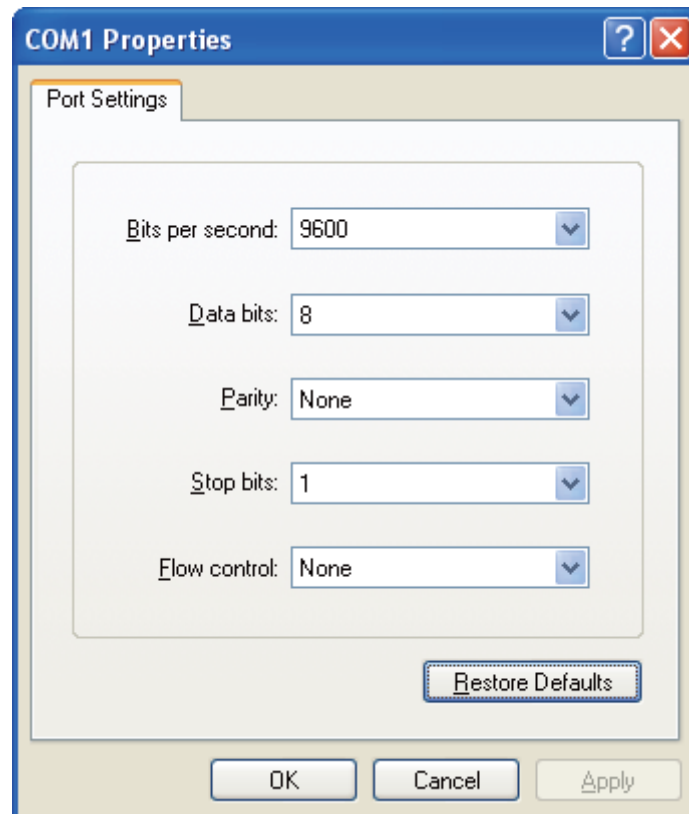 COM1 Properties
Port Settings
Bits per second: 9600
Data bits: 8
Parity: None
Stop bits: 1
Flow control: None
Restore Defaults
OK Cancel Apply